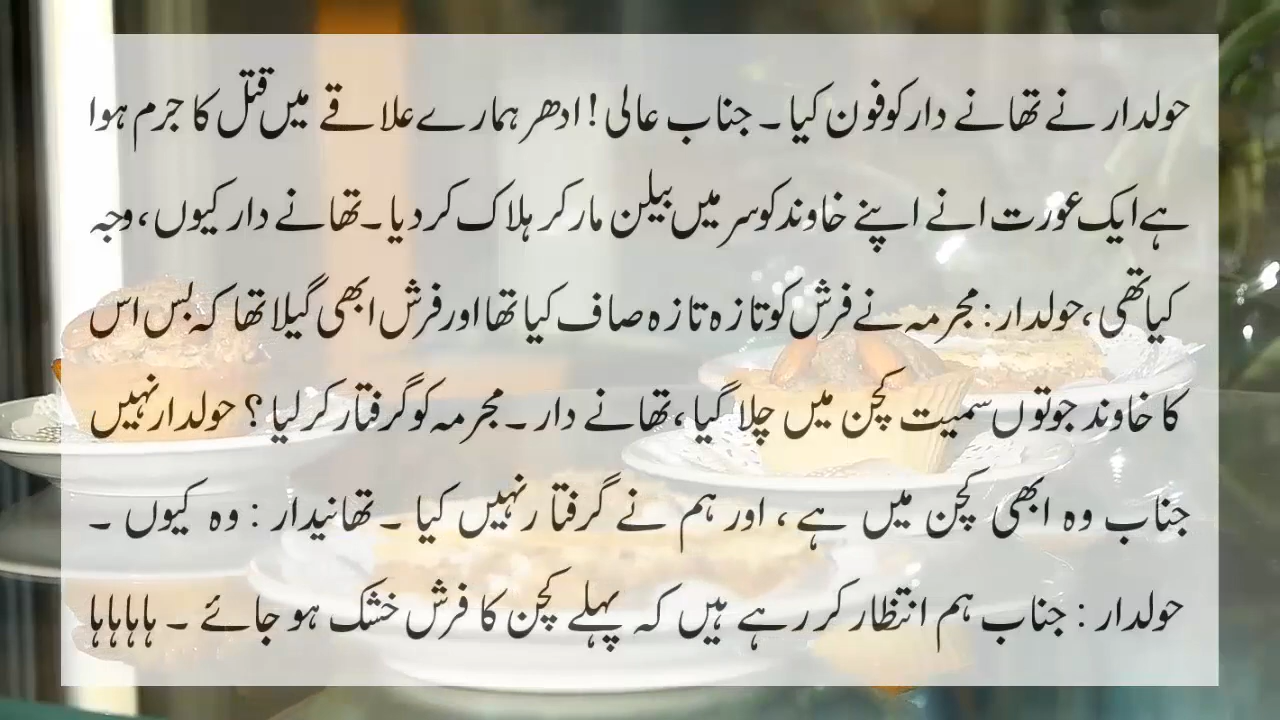 حولدار نے تھانے دار کو فون کیا۔ جناب عالی! ادھر ہمارے علاقے میں قتل کا جرم ہوا
ہے ایک عورت انے اپنے خاوند کو سر میں بیلن مار کر ہلاک کر دیا۔ تھانے دار کیوں، وجہ
کیا تھی، حولدار: مجرمہ نے فرش کو تازہ تازہ صاف کیا تھا اور فرش ابھی گیلا تھا کہ بس اس
کا خاوند جوتوں سمیت کچن میں چلا گیا، تھانے دار۔ مجرمہ کو گرفتار کر لیا؟ حولدار نہیں
جناب وہ ابھی کچن میں ہے، اور ہم نے گرفتا رنہیں کیا ۔ تھانیدار : وہ کیوں ۔
حولدار : جناب ہم انتظار کر رہے ہیں کہ پہلے کچن کا فرش خشک ہو جائے ۔ ہاہاہاہا